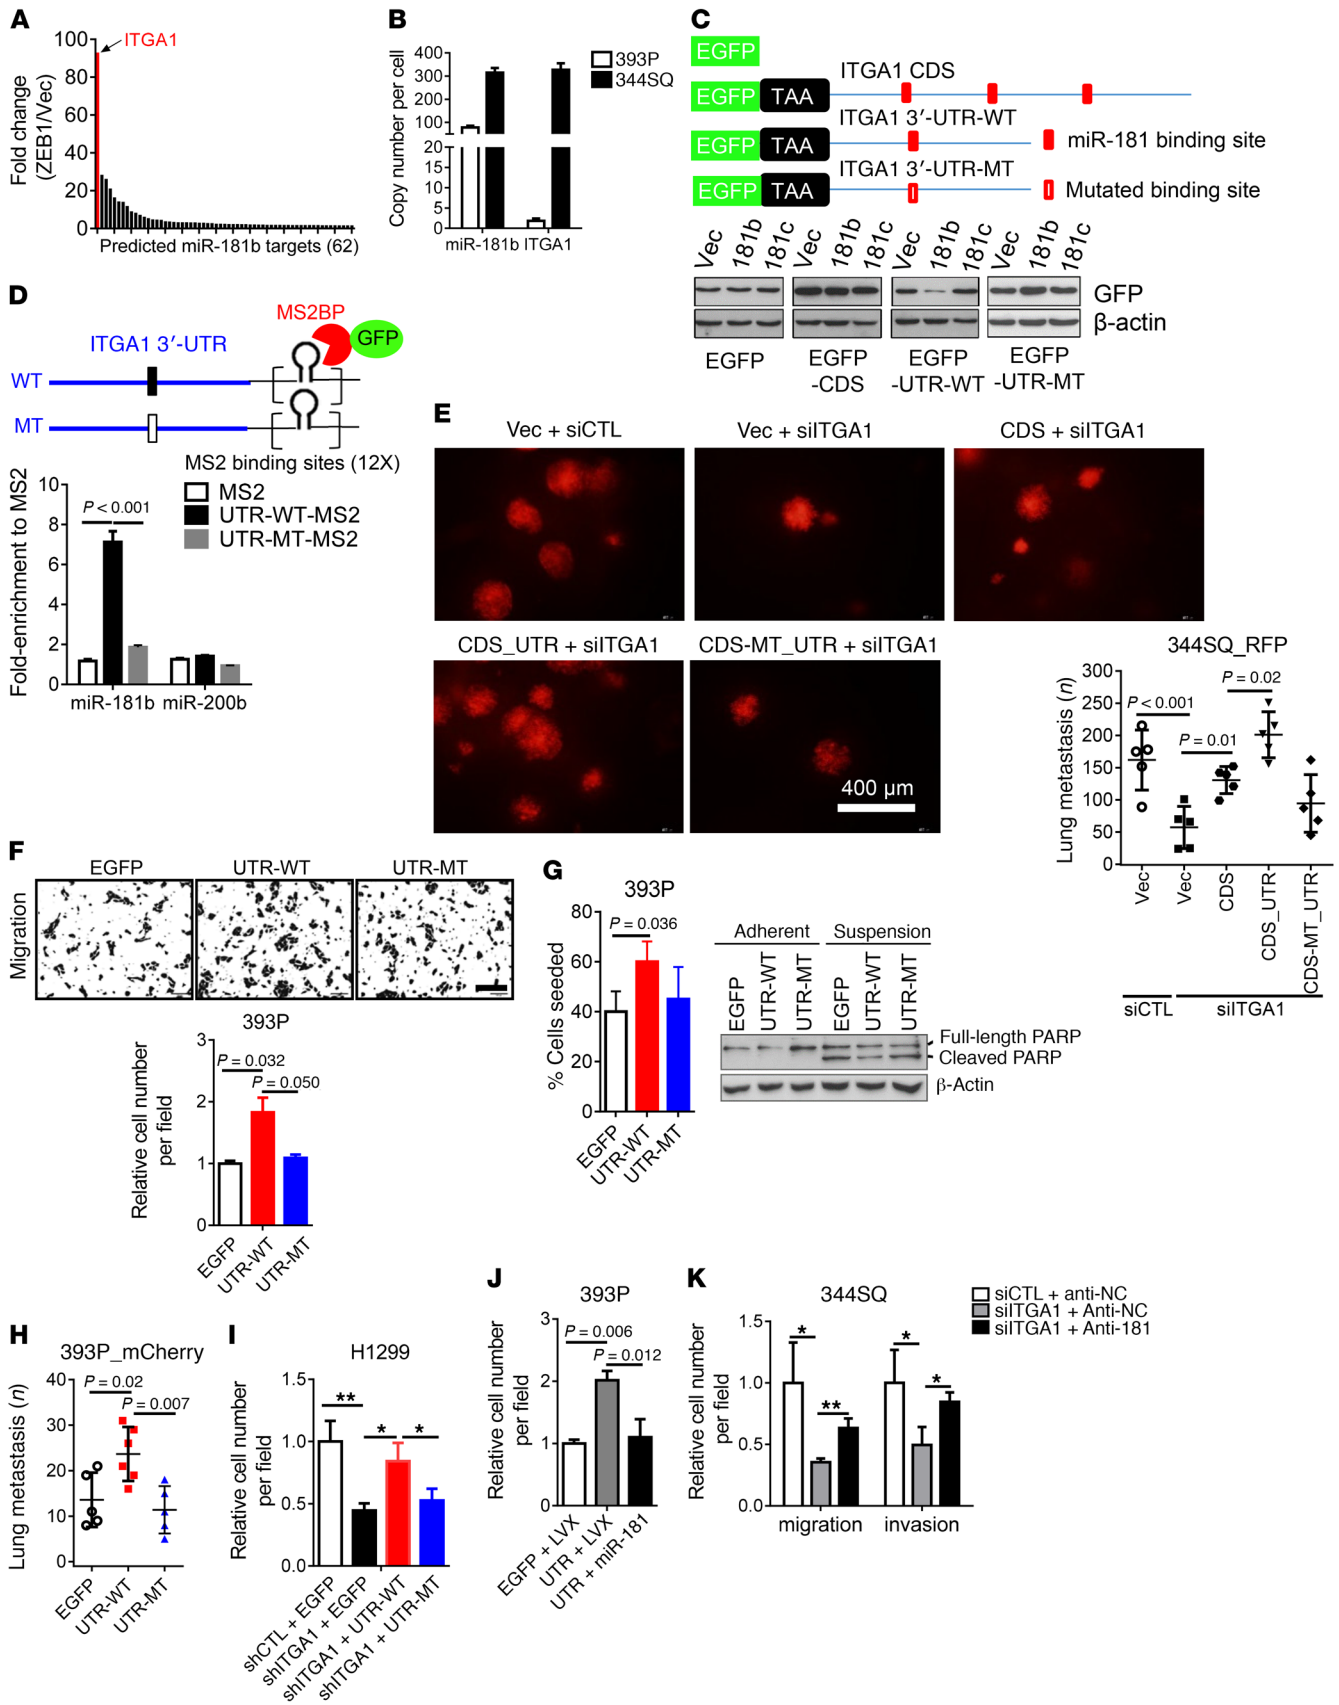 A
Fold change
(ZEB1/Vec)
100
80
60
40
20
0
ITGA1
Predicted miR-181b targets (62)
B
Copy number per cell
400
300
200
100
20
15
10
5
0
miR-181b ITGA1
393P
344SQ
C
EGFP
ITGA1 CDS
EGFP TAA
ITGA1 3′-UTR-WT
EGFP TAA
miR-181 binding site
ITGA1 3′-UTR-MT
EGFP TAA
Mutated binding site
Vec 181b 181c Vec 181b 181c Vec 181b 181c Vec 181b 181c
GFP
β-actin
EGFP
EGFP
-CDS
EGFP
-UTR-WT
EGFP
-UTR-MT
D
MS2BP
GFP
ITGA1 3′-UTR
WT
MT
MS2 binding sites (12X)
Fold-enrichment to MS2
10
8
6
4
2
0
P < 0.001
MS2
UTR-WT-MS2
UTR-MT-MS2
miR-181b miR-200b
E
Vec + siCTL
Vec + siITGA1
CDS + siITGA1
CDS_UTR + siITGA1
CDS-MT_UTR + siITGA1
400 µm
344SQ_RFP
Lung metastasis (n)
300
250
200
150
100
50
0
P < 0.001
P = 0.01
P = 0.02
Vec-
Vec-
CDS-
CDS_UTR-
CDS-MT_UTR-
siCTL
siITGA1
F
EGFP
UTR-WT
UTR-MT
Migration
393P
Relative cell number
per field
3
2
1
0
P = 0.032
P = 0.050
EGFP
UTR-WT
UTR-MT
G
393P
% Cells seeded
80
60
40
20
0
P = 0.036
EGFP
UTR-WT
UTR-MT
Adherent
Suspension
EGFP UTR-WT UTR-MT EGFP UTR-WT UTR-MT
Full-length PARP
Cleaved PARP
β-Actin
H
393P_mCherry
Lung metastasis (n)
40
30
20
10
0
P = 0.02
P = 0.007
EGFP
UTR-WT
UTR-MT
I
H1299
Relative cell number
per field
1.5
1.0
0.5
0.0
**
*
*
shCTL + EGFP
shITGA1 + EGFP
shITGA1 + UTR-WT
shITGA1 + UTR-MT
J
393P
Relative cell number
per field
3
2
1
0
P = 0.006
P = 0.012
EGFP + LVX
UTR + LVX
UTR + miR-181
K
344SQ
Relative cell number
per field
1.5
1.0
0.5
0.0
*
**
*
*
migration invasion
siCTL + anti-NC
siITGA1 + Anti-NC
siITGA1 + Anti-181